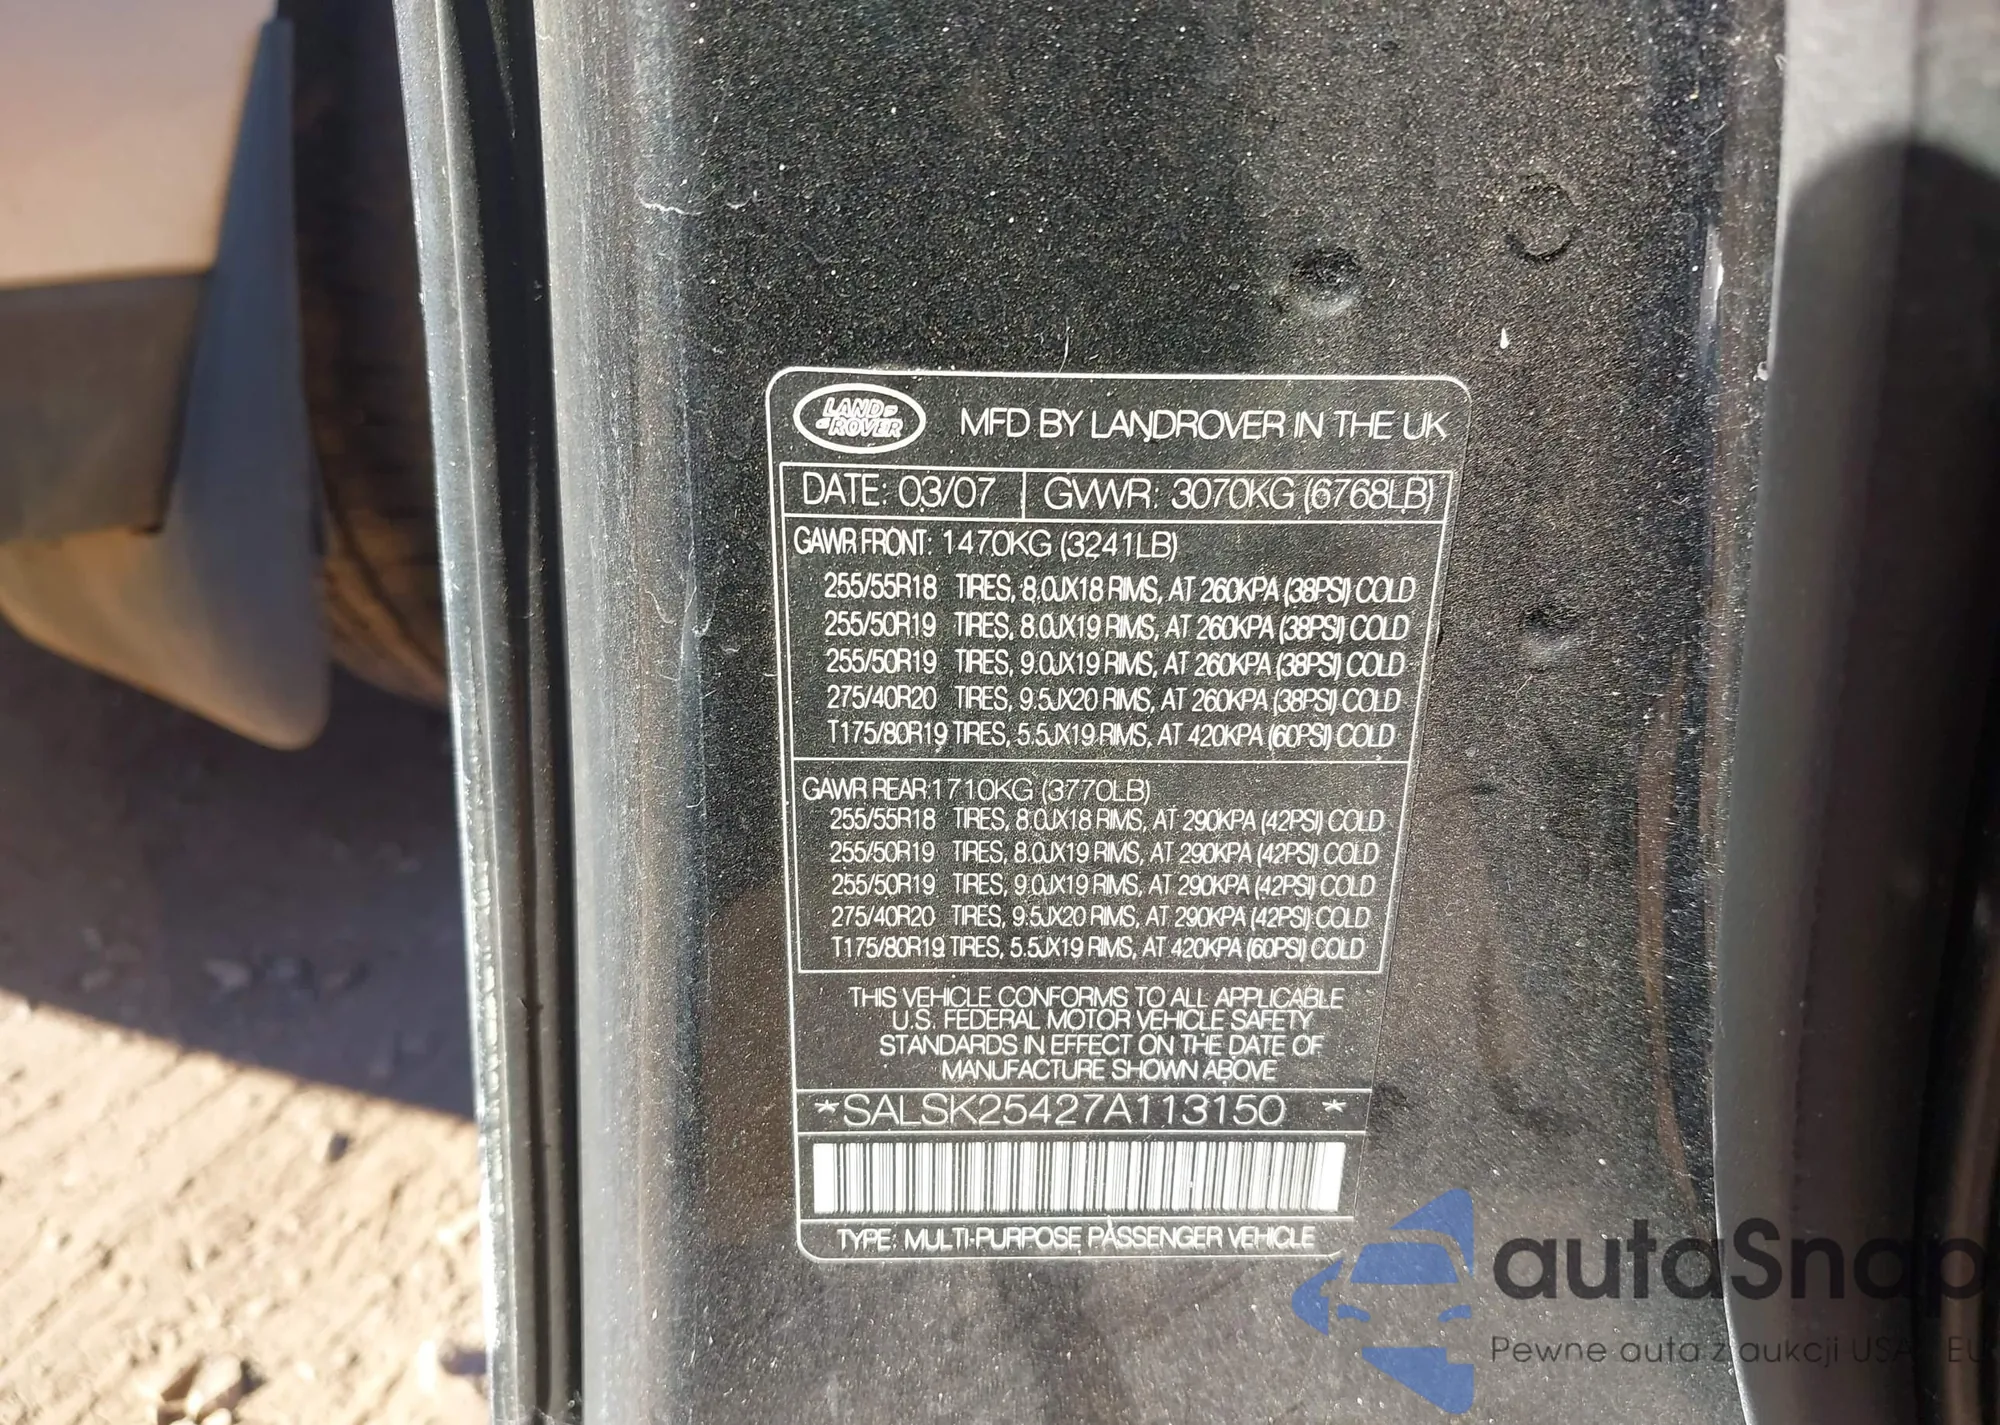 LAND ROVER
MFD BY LANDROVER IN THE UK
DATE: 03/07 GVWR: 3070KG (6768LB)
GAWR FRONT: 1470KG (3241LB)
255/55R18 TIRES, 8.0JX18 RIMS, AT 260KPA (38PSI) COLD
255/50R19 TIRES, 8.0JX19 RIMS, AT 260KPA (38PSI) COLD
255/50R19 TIRES, 9.0JX19 RIMS, AT 260KPA (38PSI) COLD
275/40R20 TIRES, 9.5JX20 RIMS, AT 260KPA (38PSI) COLD
T175/80R19 TIRES, 5.5JX19 RIMS, AT 420KPA (60PSI) COLD
GAWR REAR: 1710KG (3770LB)
255/55R18 TIRES, 8.0JX18 RIMS, AT 290KPA (42PSI) COLD
255/50R19 TIRES, 8.0JX19 RIMS, AT 290KPA (42PSI) COLD
255/50R19 TIRES, 9.0JX19 RIMS, AT 290KPA (42PSI) COLD
275/40R20 TIRES, 9.5JX20 RIMS, AT 290KPA (42PSI) COLD
T175/80R19 TIRES, 5.5JX19 RIMS, AT 420KPA (60PSI) COLD
THIS VEHICLE CONFORMS TO ALL APPLICABLE
U.S. FEDERAL MOTOR VEHICLE SAFETY
STANDARDS IN EFFECT ON THE DATE OF
MANUFACTURE SHOWN ABOVE
*SALSK25427A113150 *
TYPE: MULTI-PURPOSE PASSENGER VEHICLE
autaSnap
Pewne auta z aukcji USA EU